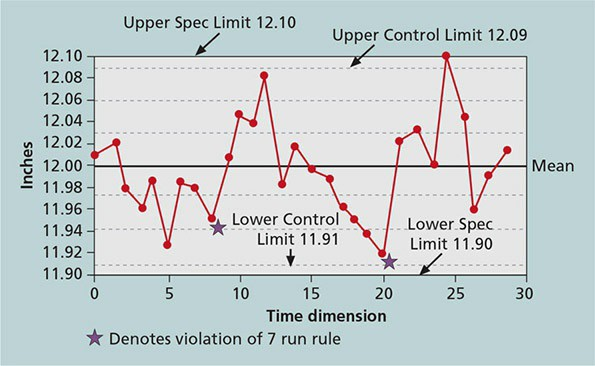 Upper Spec Limit 12.10
Upper Control Limit 12.09
12.10
12.08
12.06
12.04
12.02
12.00
11.98
11.96
11.94
11.92
11.90
Inches
Mean
Lower Control
Limit 11.91
Lower Spec
Limit 11.90
0
5
10
15
20
25
30
Time dimension
Denotes violation of 7 run rule